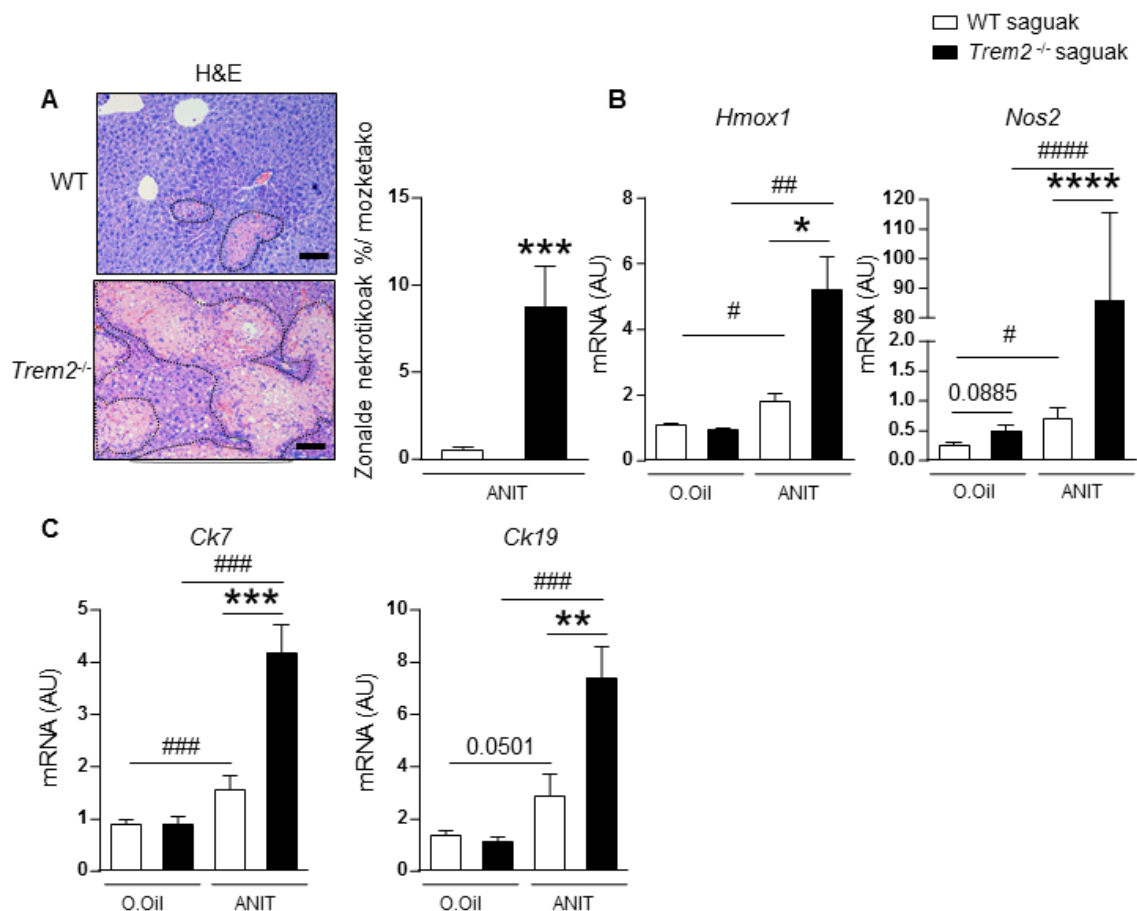 WT saguak
Trem2 -/- saguak
H&E
A
WT
Trem2-/-
Zonalde nekrotikoak %/ mozketako
15
10
5
0
***
ANIT
B
Hmox1
mRNA (AU)
8
6
4
2
0
##
*
#
O.Oil
ANIT
Nos2
mRNA (AU)
120
110
100
90
80
2.0
1.5
1.0
0.5
0.0
####
****
#
0.0885
O.Oil
ANIT
C
Ck7
mRNA (AU)
5
4
3
2
1
0
###
***
###
O.Oil
ANIT
Ck19
mRNA (AU)
10
8
6
4
2
0
###
**
0.0501
O.Oil
ANIT